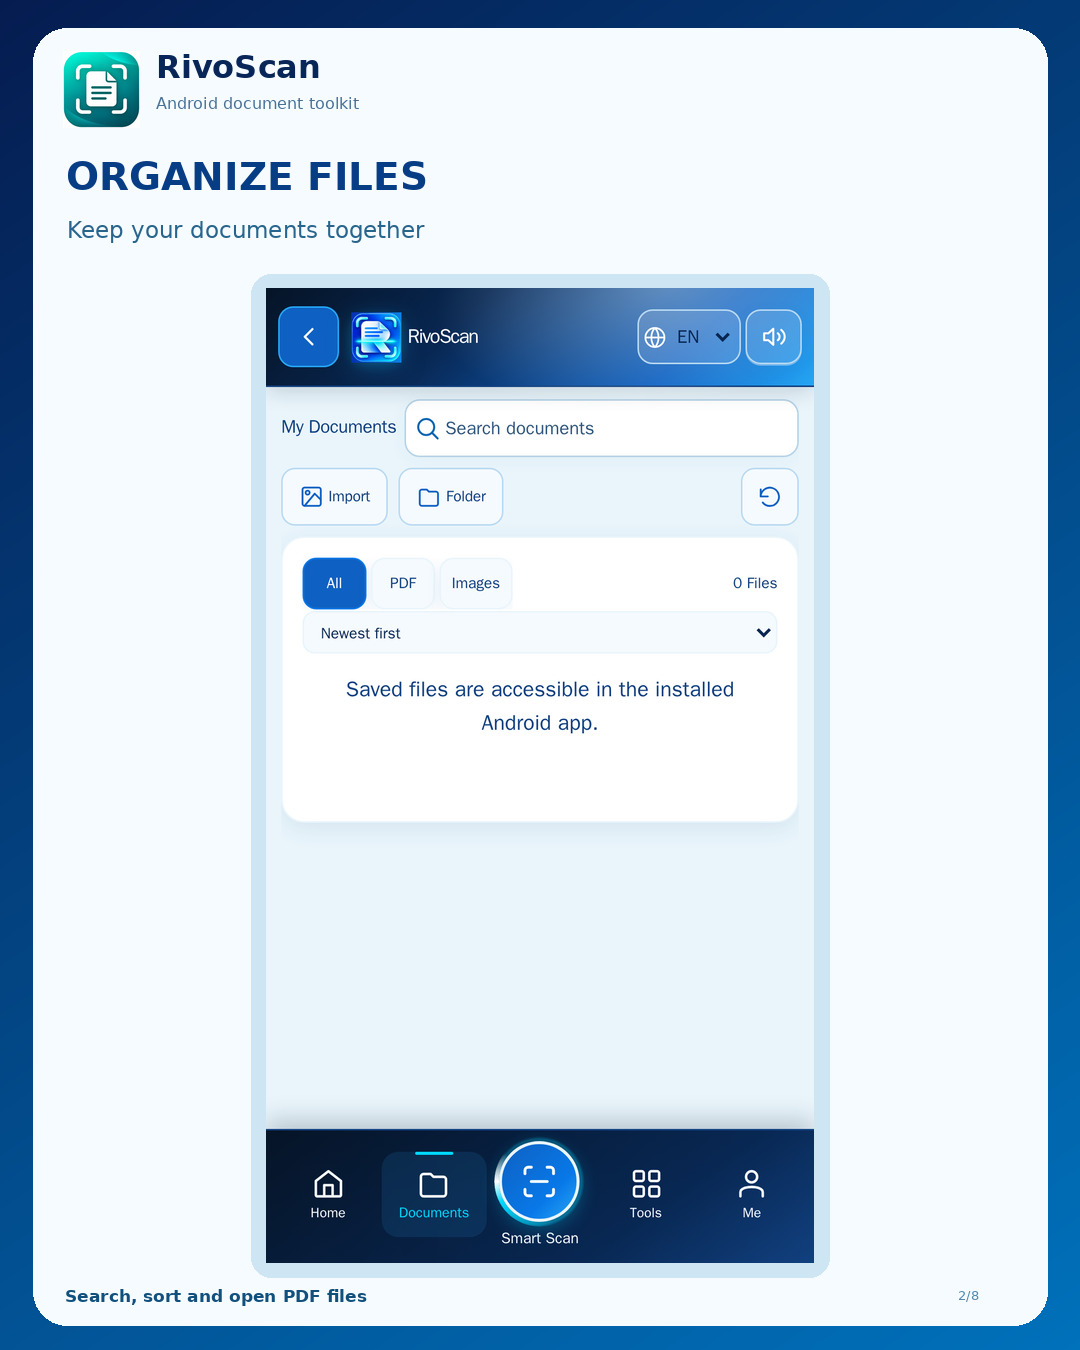 RivoScan
Android document toolkit
ORGANIZE FILES
Keep your documents together
RivoScan
EN
My Documents
Search documents
Import
Folder
All
PDF
Images
0 Files
Newest first
Saved files are accessible in the installed
Android app.
Home
Documents
Smart Scan
Tools
Me
Search, sort and open PDF files
2/8